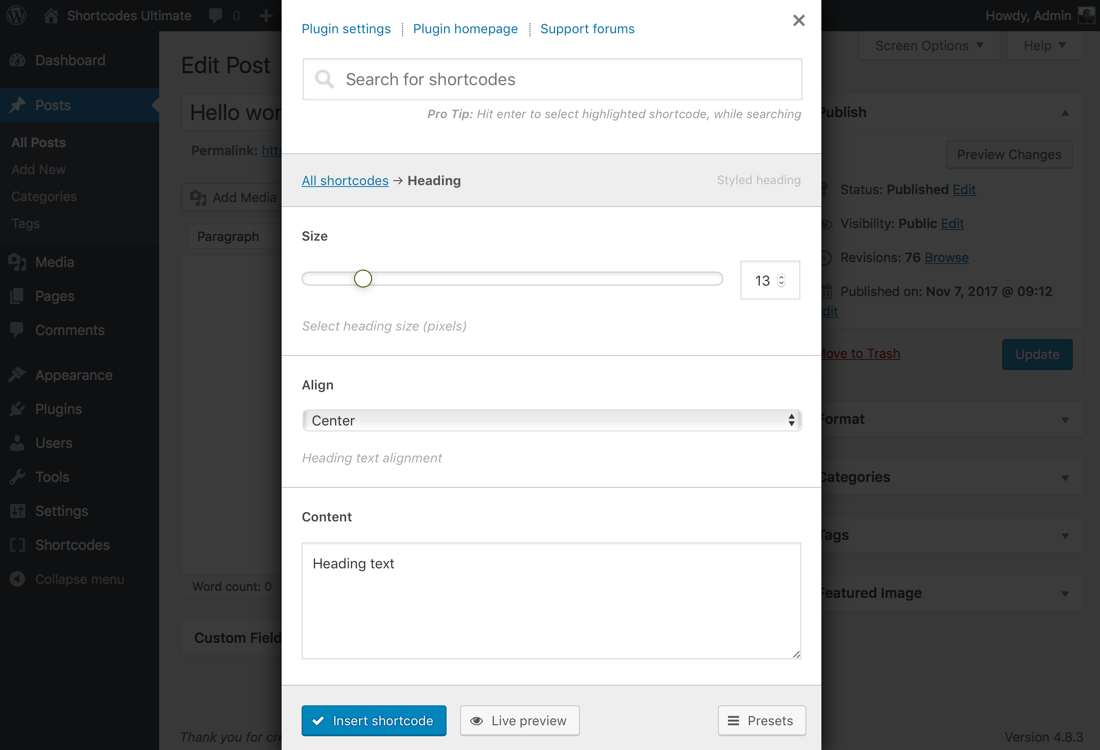 Shortcodes Ultimate 0
Howdy, Admin
Dashboard
Posts
All Posts
Add New
Categories
Tags
Media
Pages
Comments
Appearance
Plugins
Users
Tools
Settings
Shortcodes
Collapse menu
Edit Post
Screen Options
Help
Permalink:
Add Media
Paragraph
Word count: 0
Plugin settings | Plugin homepage | Support forums
Search for shortcodes
Pro Tip: Hit enter to select highlighted shortcode, while searching
All shortcodes → Heading
Styled heading
Size
13
Select heading size (pixels)
Align
Center
Heading text alignment
Content
Heading text
Insert shortcode
Live preview
Presets
Publish
Preview Changes
Status: Published Edit
Visibility: Public Edit
Revisions: 76 Browse
Published on: Nov 7, 2017 @ 09:12
Edit
Move to Trash
Update
Format
Categories
Tags
Featured Image
Hello
Custom
Thank you for
Version 4.8.3